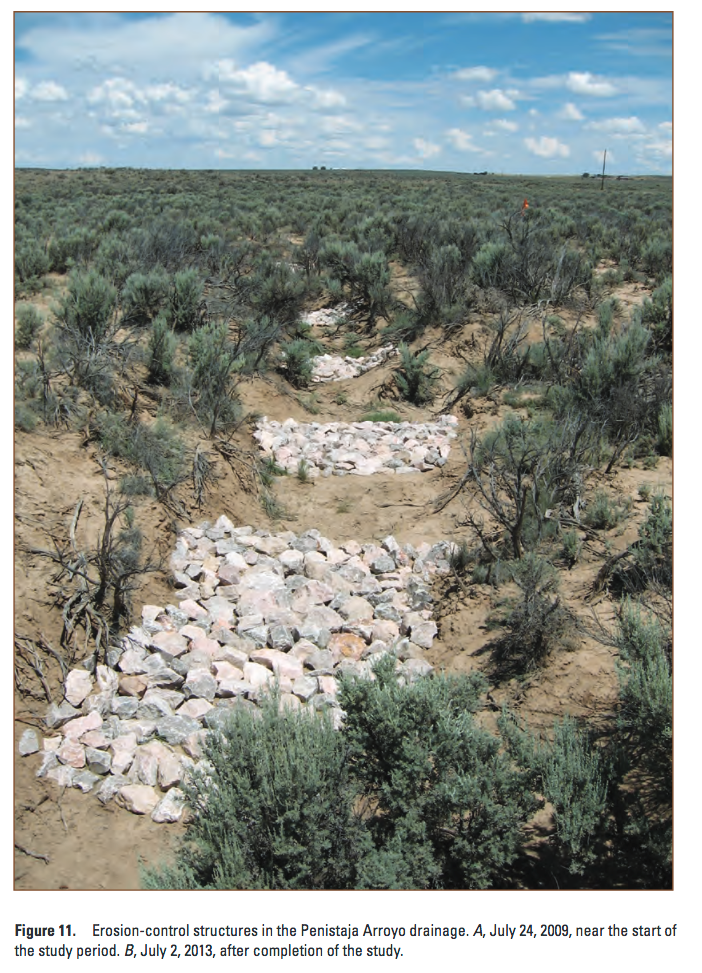 Figure 11. Erosion-control structures in the Penistaja Arroyo drainage. A, July 24, 2009, near the start of
the study period. B, July 2, 2013, after completion of the study.